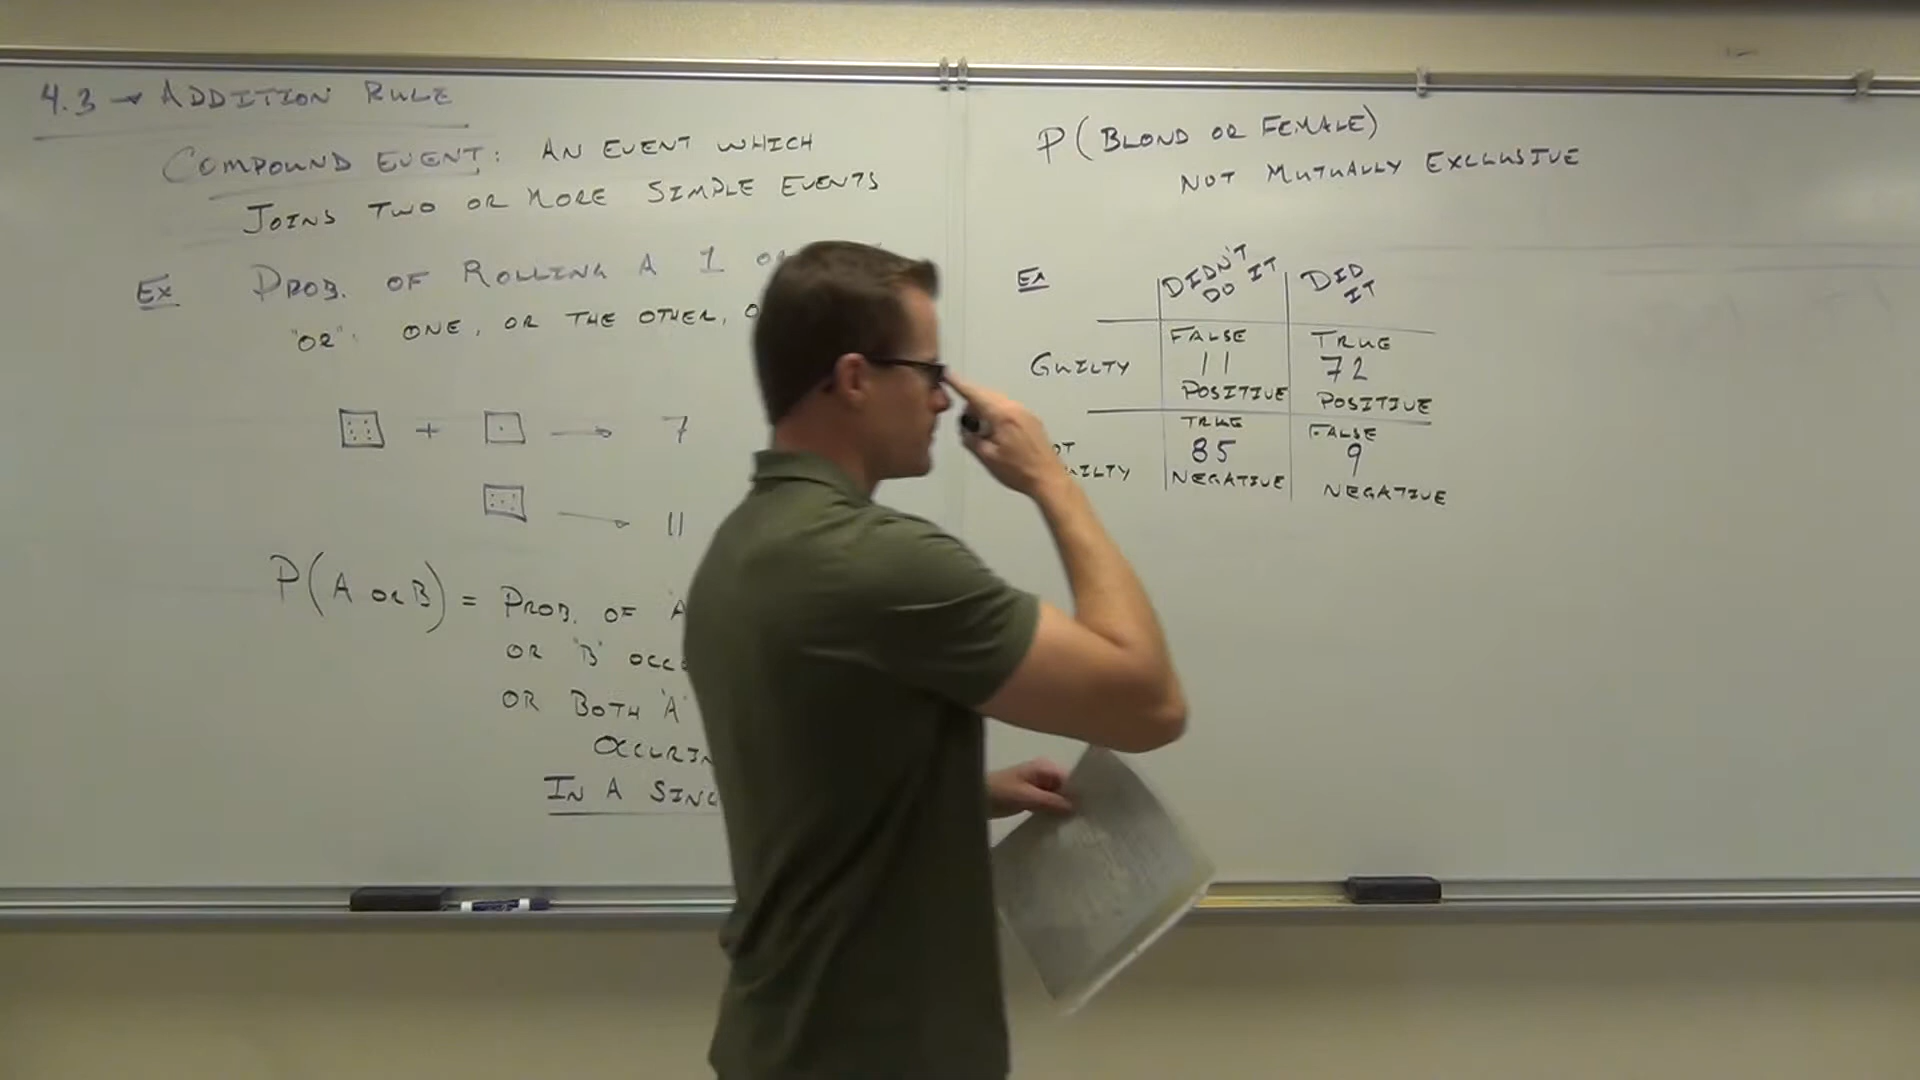 4.3 → ADDITION RULE
COMPOUND EVENT: AN EVENT WHICH
JOINS TWO OR MORE SIMPLE EVENTS
EX PROB. OF ROLLING A 1
"OR": ONE, OR THE OTHER,
+ → 7
→ 11
P(A OR B) = PROB. OF 'A
OR 'B' OCC
OR BOTH 'A'
OCCURIN
IN A SING
P(BLOND OR FEMALE)
NOT MUTUALLY EXCLUSIVE
EX
DIDN'T
DO IT
DID
IT
GUILTY
FALSE
11
POSITIVE
TRUE
72
POSITIVE
TRUE
85
NEGATIVE
FALSE
9
NEGATIVE